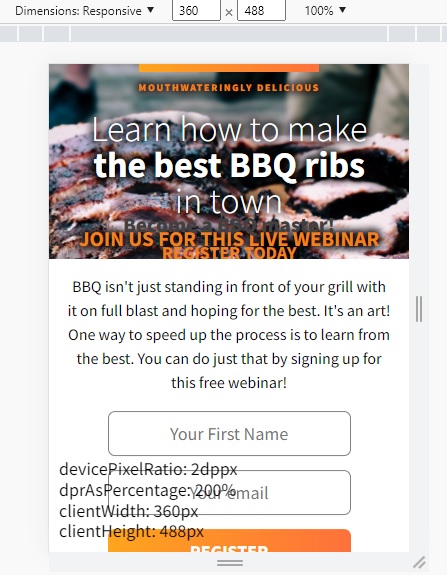 Dimensions: Responsive ▼ 360 × 488 100% ▼
MOUTHWATERINGLY DELICIOUS
Learn how to make
the best BBQ ribs
in town
Become a BBQ Master!
JOIN US FOR THIS LIVE WEBINAR
REGISTER TODAY
BBQ isn't just standing in front of your grill with
it on full blast and hoping for the best. It's an art!
One way to speed up the process is to learn from
the best. You can do just that by signing up for
this free webinar!
Your First Name
devicePixelRatio: 2dppx
dprAsPercentage: 200%
Your email
clientWidth: 360px
clientHeight: 488px
REGISTER